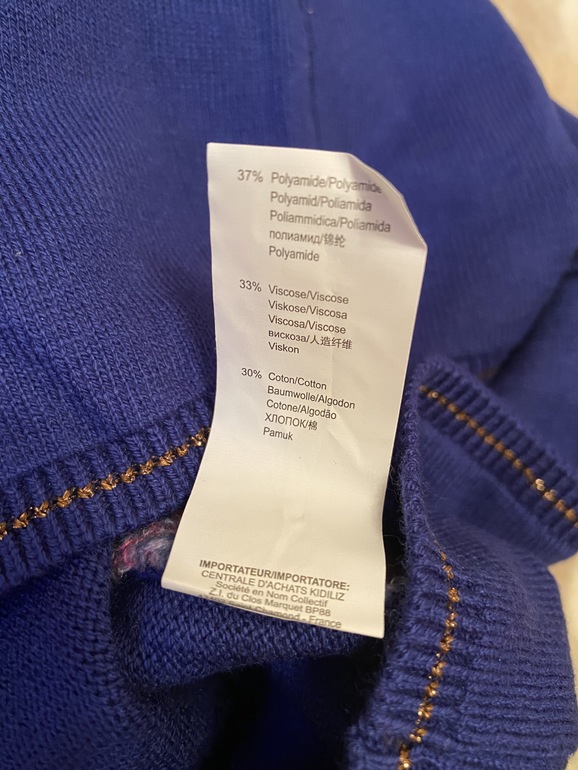 37% Polyamide/Polyamide
Polyamid/Poliamida
Poliammidica/Poliamida
полиамид/锦纶
Polyamide
33% Viscose/Viscose
Viskose/Viscosa
Viscosa/Viscose
вискоза/人造纤维
Viskon
30% Coton/Cotton
Baumwolle/Algodon
Cotone/Algodão
ХЛОПОК/棉
Pamuk
IMPORTATEUR/IMPORTATORE:
CENTRALE D'ACHATS KIDILIZ
Société en Nom Collectif
Z.I. du Clos Marquet BP88
Saint-Chamond - France